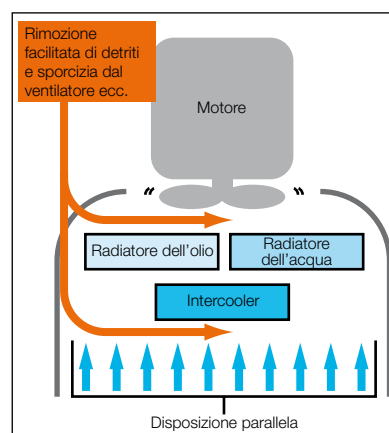 Rimozione
facilitata di detriti
e sporcizia dal
ventilatore ecc.
Motore
Radiatore dell'olio
Radiatore
dell'acqua
Intercooler
Disposizione parallela